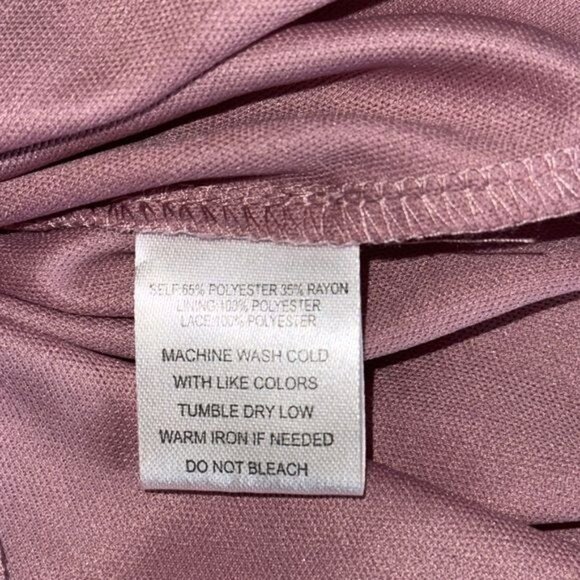 SELF 65% POLYESTER 35% RAYON
LINING 100% POLYESTER
LACE 100% POLYESTER
MACHINE WASH COLD
WITH LIKE COLORS
TUMBLE DRY LOW
WARM IRON IF NEEDED
DO NOT BLEACH